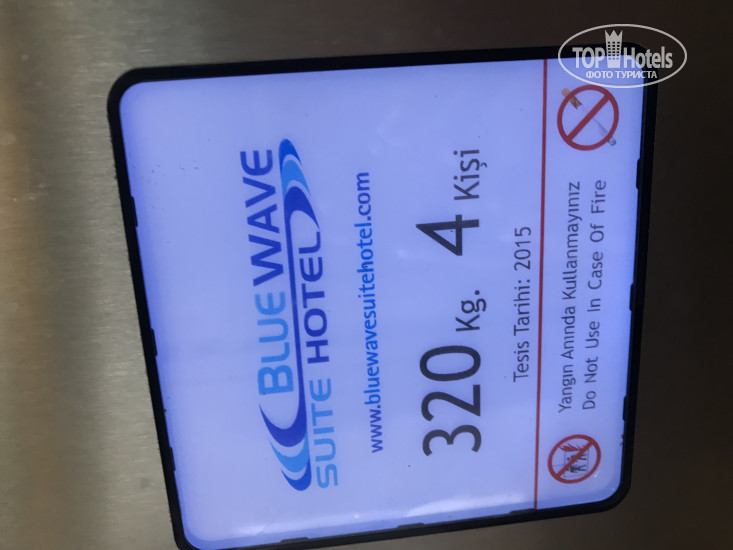 BLUE WAVE
SUITE HOTEL
www.bluewavesuitehotel.com
320 Kg. 4 Kişi
Tesis Tarihi: 2015
Yangın Anında Kullanmayınız
Do Not Use In Case Of Fire
TOP Hotels
ФОТО ТУРИСТА